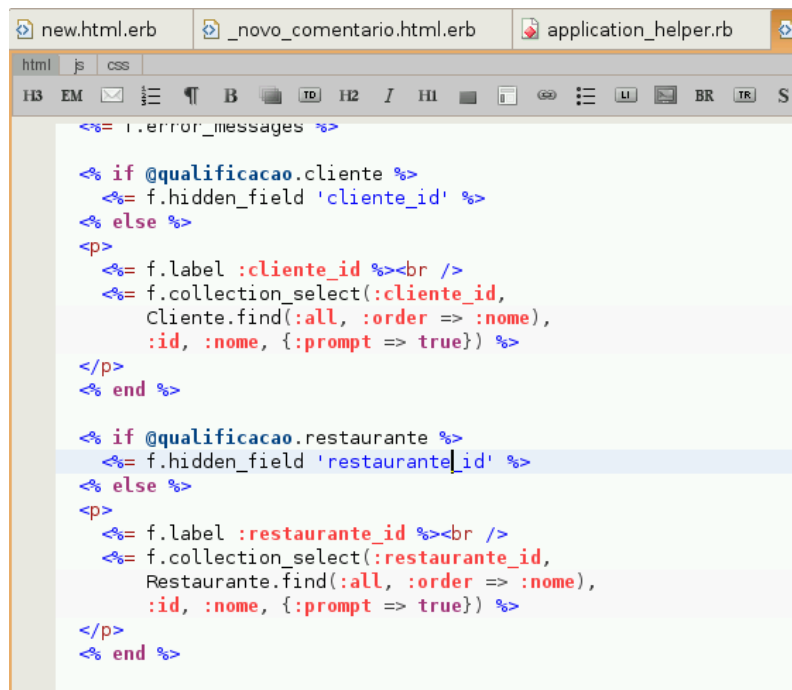 new.html.erb _novo_comentario.html.erb application_helper.rb
html js css
H3 EM ¶ B TD H2 I H1 LI BR TR S
<%= f.error_messages %>
<% if @qualificacao.cliente %>
<%= f.hidden_field 'cliente_id' %>
<% else %>
<p>
<%= f.label :cliente_id %><br />
<%= f.collection_select(:cliente_id,
Cliente.find(:all, :order => :nome),
:id, :nome, {:prompt => true}) %>
</p>
<% end %>
<% if @qualificacao.restaurante %>
<%= f.hidden_field 'restaurante_id' %>
<% else %>
<p>
<%= f.label :restaurante_id %><br />
<%= f.collection_select(:restaurante_id,
Restaurante.find(:all, :order => :nome),
:id, :nome, {:prompt => true}) %>
</p>
<% end %>